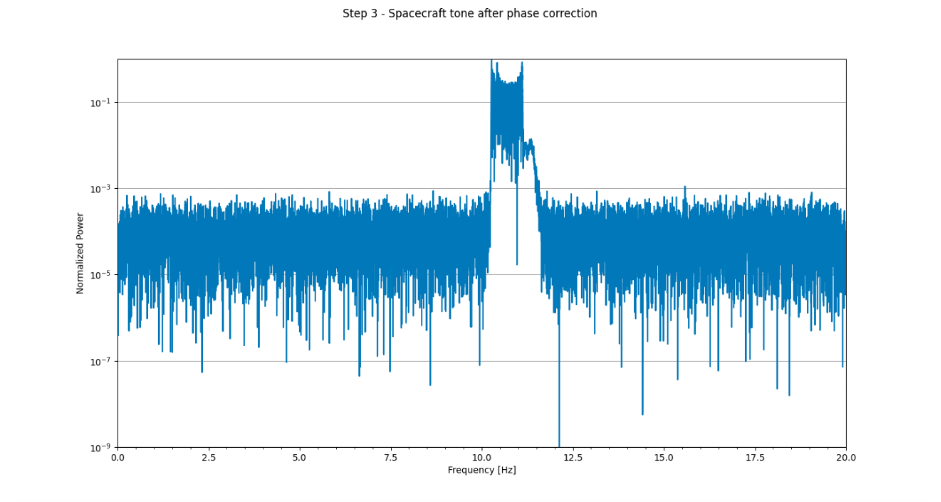 Step 3 - Spacecraft tone after phase correction
Normalized Power
10⁻¹
10⁻³
10⁻⁵
10⁻⁷
10⁻⁹
0.0 2.5 5.0 7.5 10.0 12.5 15.0 17.5 20.0
Frequency [Hz]